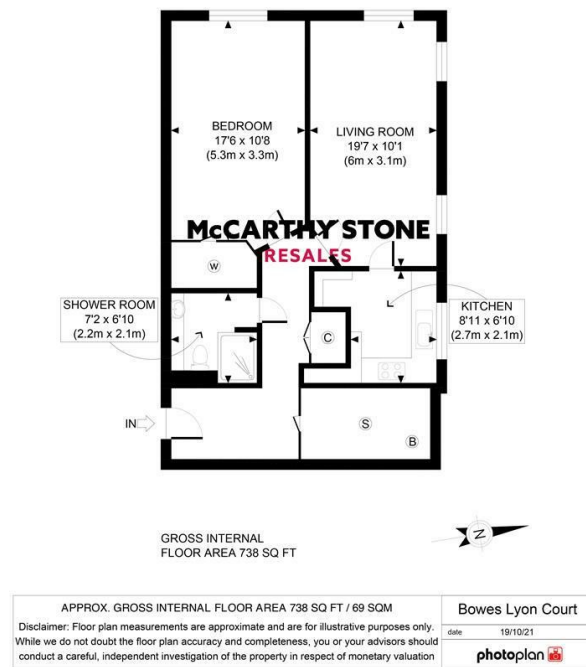 BEDROOM
17'6 x 10'8
(5.3m x 3.3m)
LIVING ROOM
19'7 x 10'1
(6m x 3.1m)
McCARTHY STONE
RESALES
W
SHOWER ROOM
7'2 x 6'10
(2.2m x 2.1m)
KITCHEN
8'11 x 6'10
(2.7m x 2.1m)
C
IN
S
B
GROSS INTERNAL
FLOOR AREA 738 SQ FT
N
APPROX. GROSS INTERNAL FLOOR AREA 738 SQ FT / 69 SQM
Disclaimer: Floor plan measurements are approximate and are for illustrative purposes only.
While we do not doubt the floor plan accuracy and completeness, you or your advisors should
conduct a careful, independent investigation of the property in respect of monetary valuation
Bowes Lyon Court
date 19/10/21
photoplan